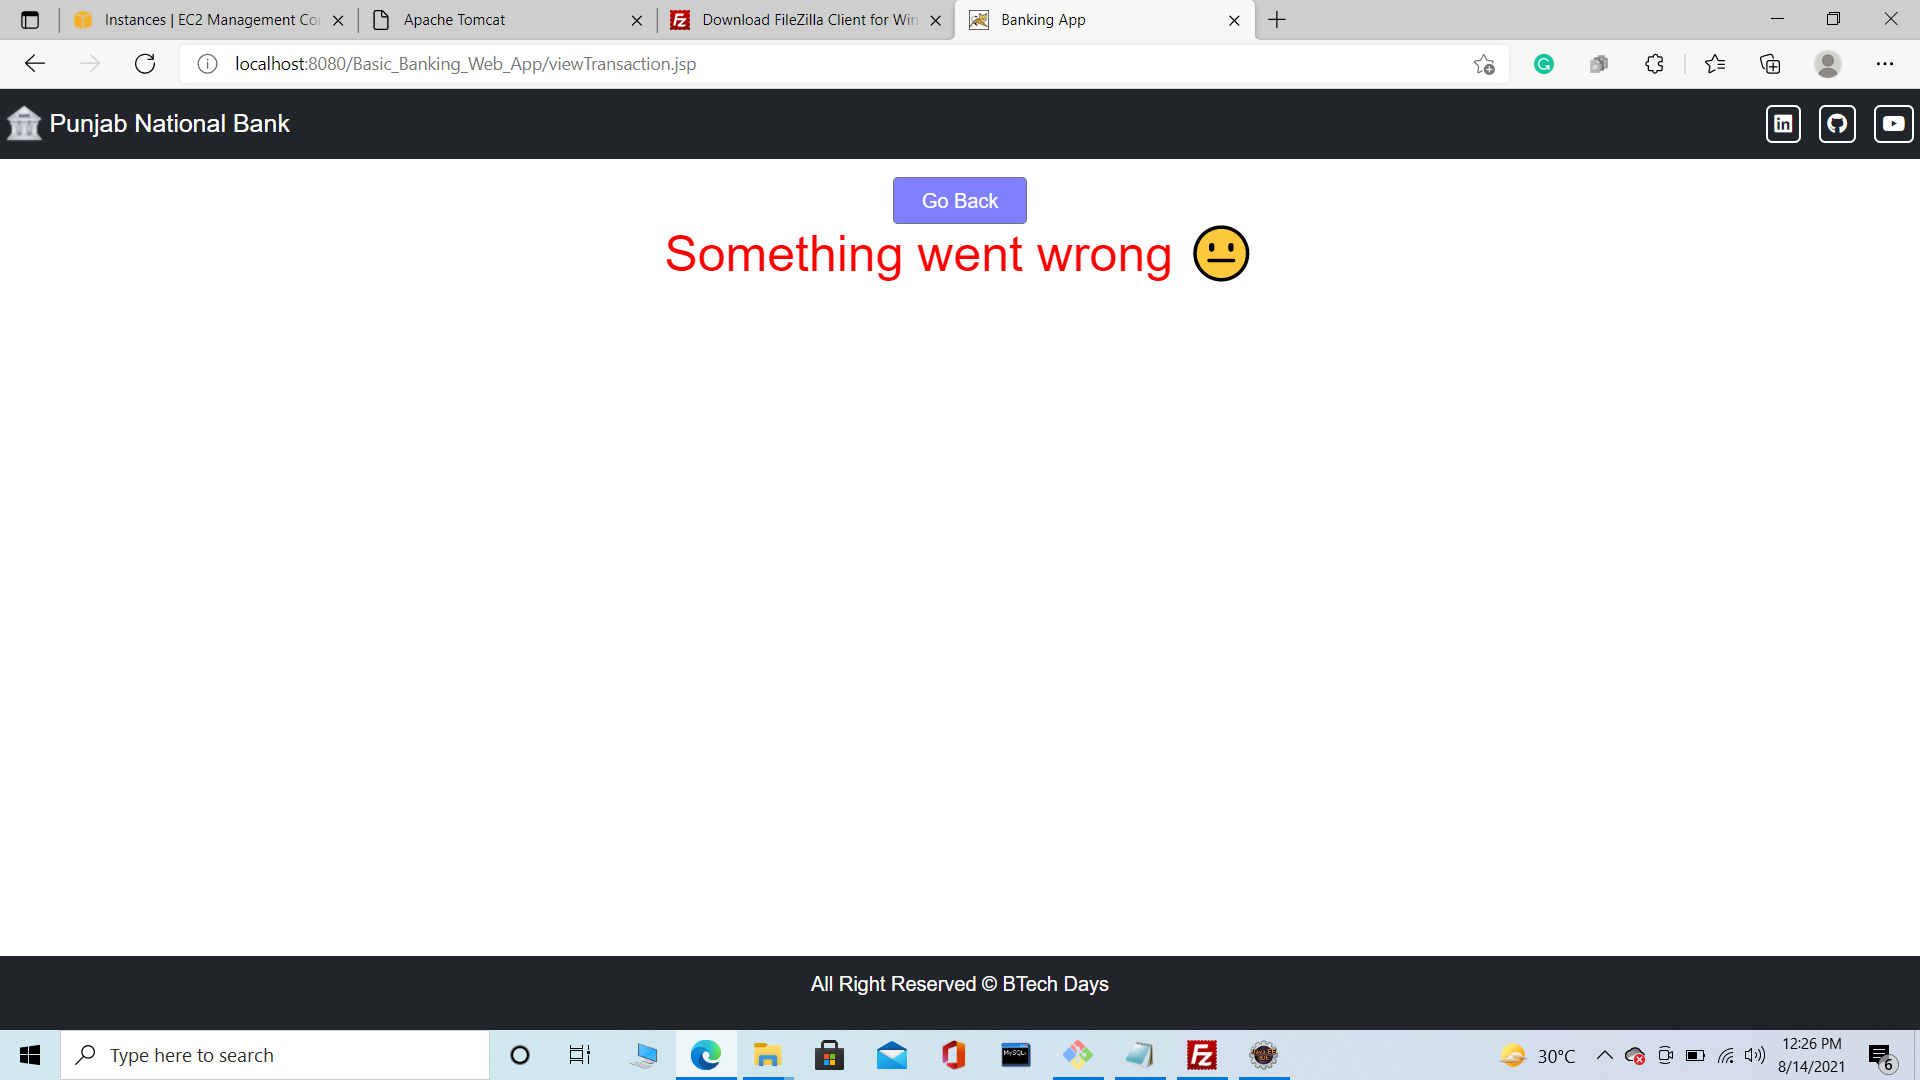 Instances | EC2 Management Co
Apache Tomcat
Download FileZilla Client for Win
Banking App
localhost:8080/Basic_Banking_Web_App/viewTransaction.jsp
Punjab National Bank
Go Back
Something went wrong
All Right Reserved © BTech Days
Type here to search
30°C
12:26 PM
8/14/2021
6